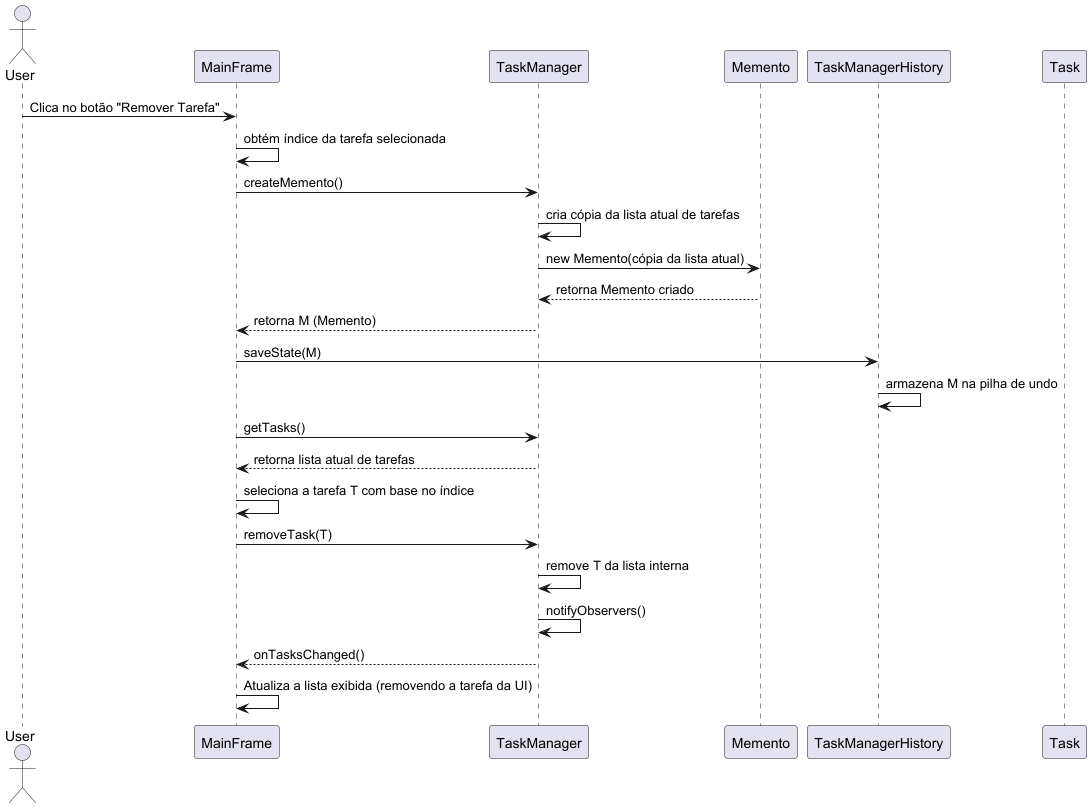 User
MainFrame
TaskManager
Memento
TaskManagerHistory
Task
Clica no botão "Remover Tarefa"
obtém índice da tarefa selecionada
createMemento()
cria cópia da lista atual de tarefas
new Memento(cópia da lista atual)
retorna Memento criado
retorna M (Memento)
saveState(M)
armazena M na pilha de undo
getTasks()
retorna lista atual de tarefas
seleciona a tarefa T com base no índice
removeTask(T)
remove T da lista interna
notifyObservers()
onTasksChanged()
Atualiza a lista exibida (removendo a tarefa da UI)
User
MainFrame
TaskManager
Memento
TaskManagerHistory
Task